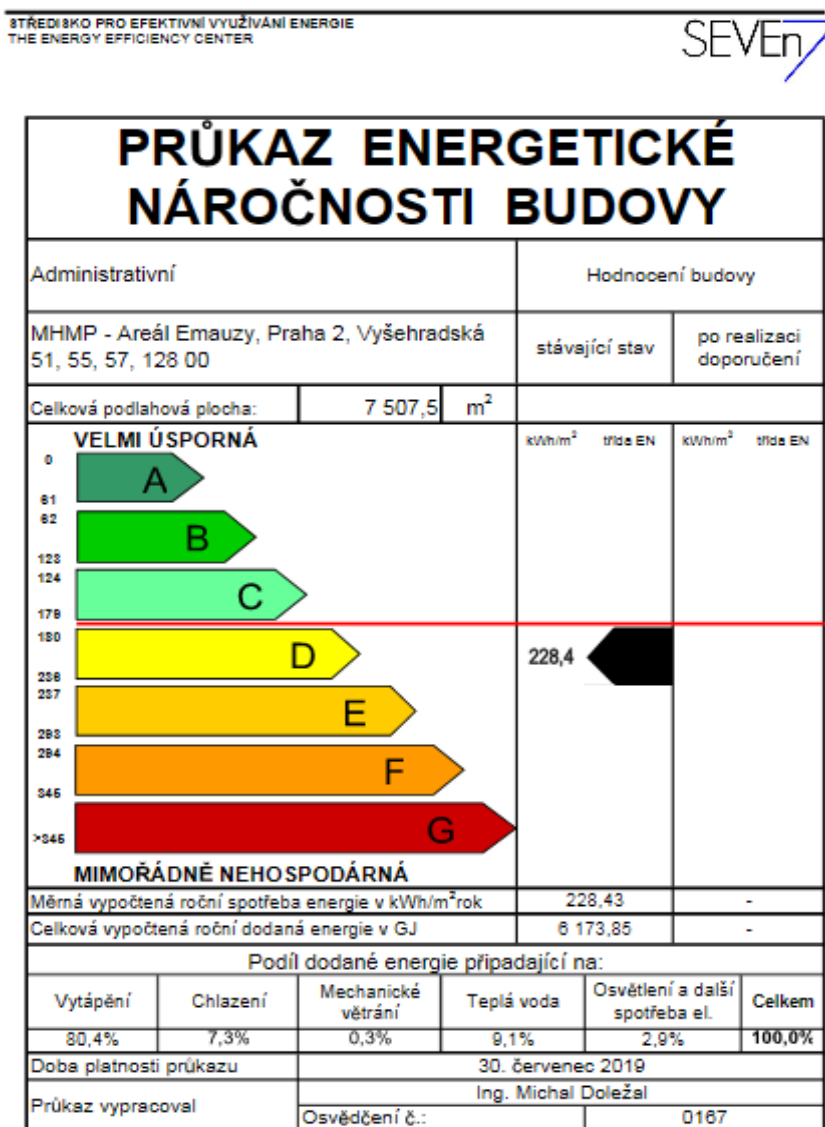 STŘEDISKO PRO EFEKTIVNÍ VYUŽÍVÁNÍ ENERGIE
THE ENERGY EFFICIENCY CENTER
SEVEn
PRŮKAZ ENERGETICKÉ
NÁROČNOSTI BUDOVY
Administrativní
Hodnocení budovy
MHMP - Areál Emauzy, Praha 2, Vyšehradská
51, 55, 57, 128 00
stávající stav
po realizaci
doporučení
Celková podlahová plocha: 7 507,5 m²
VELMI ÚSPORNÁ
kWh/m² třída EN kWh/m² třída EN
0
A
61
62
B
123
124
C
179
180
D
228,4
236
237
E
293
294
F
345
G
>345
MIMOŘÁDNĚ NEHOSPODÁRNÁ
Měrná vypočtená roční spotřeba energie v kWh/m²rok 228,43 -
Celková vypočtená roční dodaná energie v GJ 6 173,85 -
Podíl dodané energie připadající na:
Vytápění
Chlazení
Mechanické
větrání
Teplá voda
Osvětlení a další
spotřeba el.
Celkem
80,4% 7,3% 0,3% 9,1% 2,9% 100,0%
Doba platnosti průkazu 30. červenec 2019
Průkaz vypracoval
Ing. Michal Doležal
Osvědčení č.: 0167